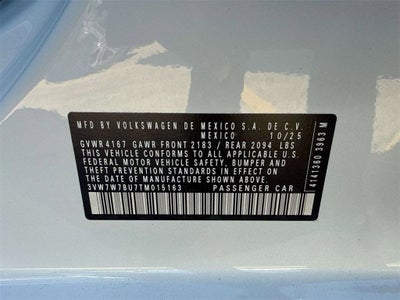 MFD BY VOLKSWAGEN DE MEXICO S.A. DE C.V.
MEXICO 10/25
GVWR 4167 GAWR FRONT 2183 / REAR 2094 LBS
THIS VEHICLE CONFORMS TO ALL APPLICABLE U.S.
FEDERAL MOTOR VEHICLE SAFETY, BUMPER AND
THEFT PREVENTION STANDARDS IN EFFECT ON THE
DATE OF MANUFACTURE SHOWN ABOVE.
3VW7W7BU7TM015163 PASSENGER CAR
4141360 3963 M